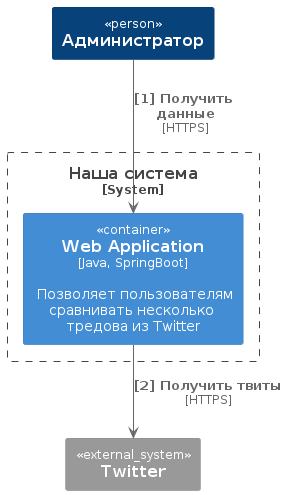 «person»
Администратор
[1] Получить
данные
[HTTPS]
Наша система
[System]
«container»
Web Application
[Java, SpringBoot]
Позволяет пользователям
сравнивать несколько
тредова из Twitter
[2] Получить твиты
[HTTPS]
«external_system»
Twitter